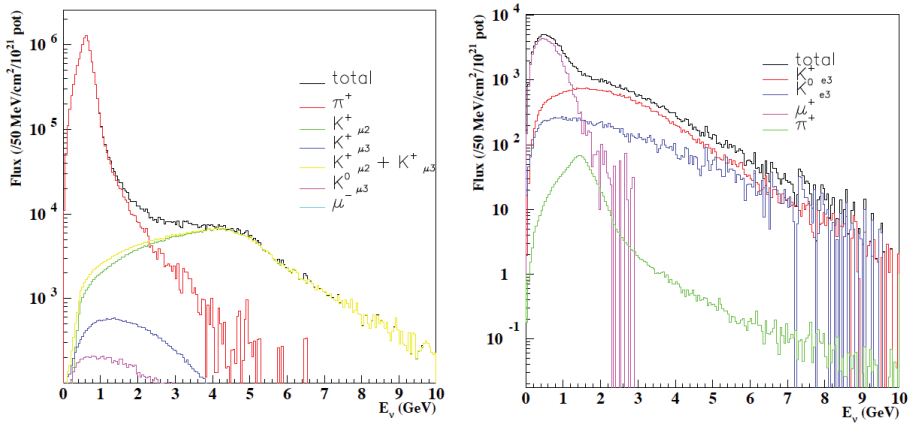 Flux (/50 MeV/cm²/10²¹ pot)
10⁶
10⁵
10⁴
10³
total
π⁺
K⁺ μ2
K⁺ μ3
K⁺ μ2 + K⁺ μ3
K⁰ μ3
μ⁻
0 1 2 3 4 5 6 7 8 9 10
Eν (GeV)
Flux (/50 MeV/cm²/10²¹ pot)
10⁴
10³
10²
10
1
10⁻¹
total
K⁺ e3
K⁰ e3
μ⁺
π⁺
0 1 2 3 4 5 6 7 8 9 10
Eν (GeV)